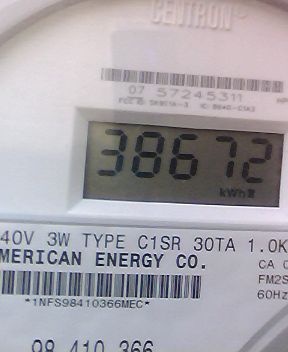 CENTRON
07 57245311
38672
kWh
40V 3W TYPE C1SR 30TA 1.0K
MERICAN ENERGY CO.
CA 0
FM2S
60Hz
*1NFS98410366MEC*
98 410 366